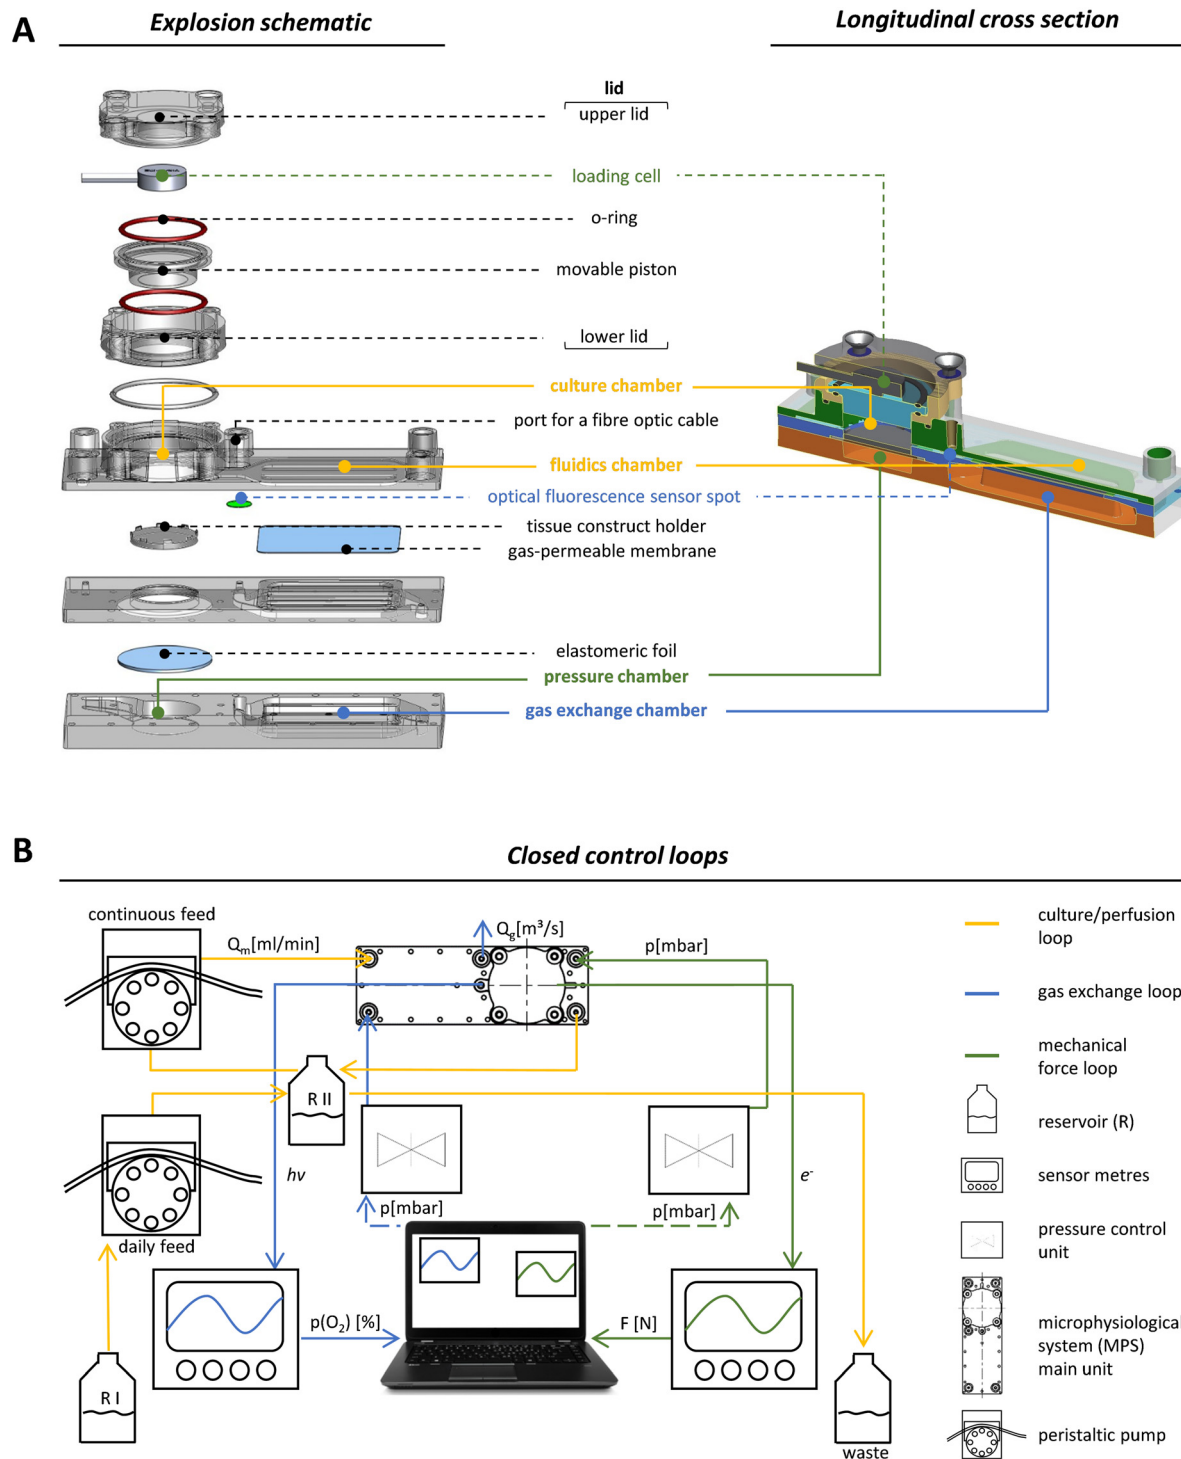 A
Explosion schematic
Longitudinal cross section
lid
upper lid
loading cell
o-ring
movable piston
lower lid
culture chamber
port for a fibre optic cable
fluidics chamber
optical fluorescence sensor spot
tissue construct holder
gas-permeable membrane
elastomeric foil
pressure chamber
gas exchange chamber
B
Closed control loops
continuous feed
Qm[ml/min]
Qg[m³/s]
p[mbar]
culture/perfusion
loop
gas exchange loop
mechanical
force loop
R II
reservoir (R)
hν
e-
sensor metres
p[mbar]
p[mbar]
daily feed
pressure control
unit
p(O2) [%]
F [N]
microphysiological
system (MPS)
main unit
R I
waste
peristaltic pump